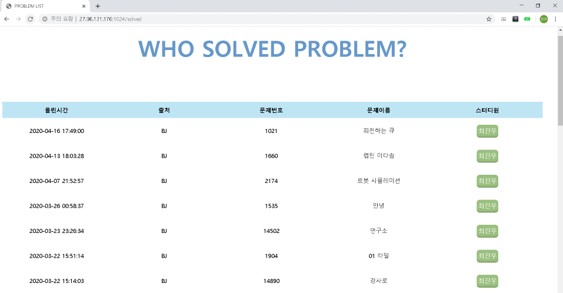 PROBLEM LIST
주의 요함 | 27.96.131.176:5024/solved
WHO SOLVED PROBLEM?
올린시간 출처 문제번호 문제이름 스터디원
2020-04-16 17:49:00 BJ 1021 회전하는 큐 최진우
2020-04-13 18:03:28 BJ 1660 캡틴 이다솜 최진우
2020-04-07 21:52:57 BJ 2174 로봇 시뮬레이션 최진우
2020-03-26 00:58:37 BJ 1535 안녕 최진우
2020-03-23 23:26:34 BJ 14502 연구소 최진우
2020-03-22 15:51:14 BJ 1904 01 타일 최진우
2020-03-22 15:14:03 BJ 14890 경사로 최진우